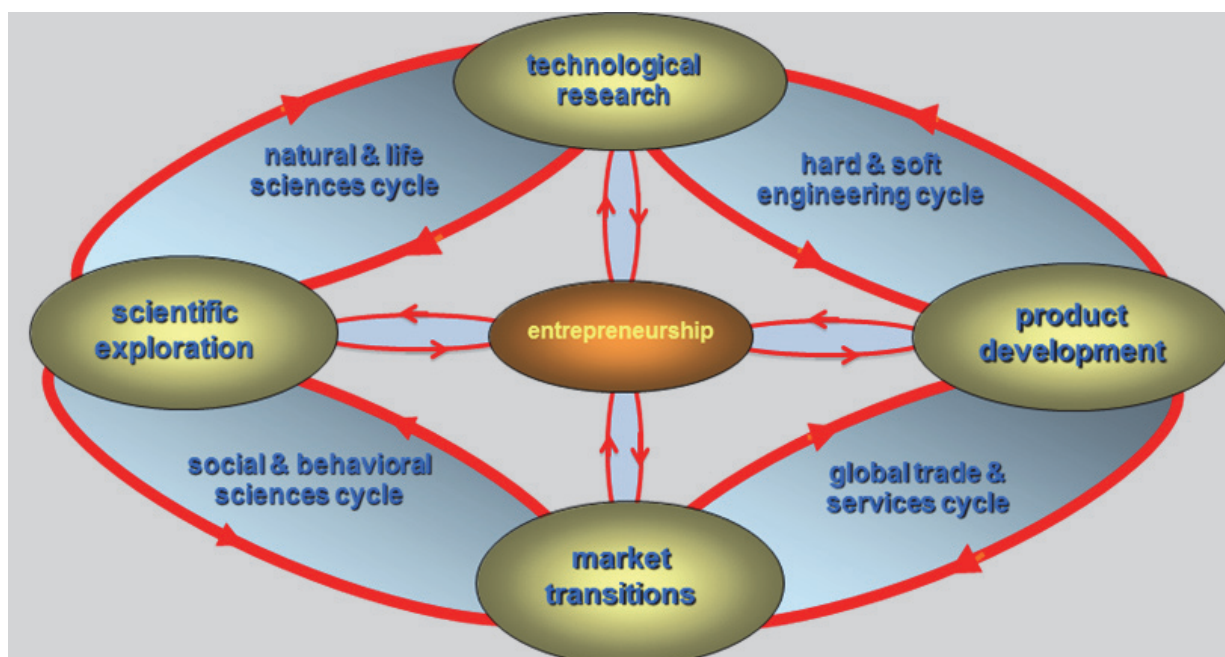 technological
research
natural & life
sciences cycle
hard & soft
engineering cycle
scientific
exploration
entrepreneurship
product
development
social & behavioral
sciences cycle
global trade &
services cycle
market
transitions